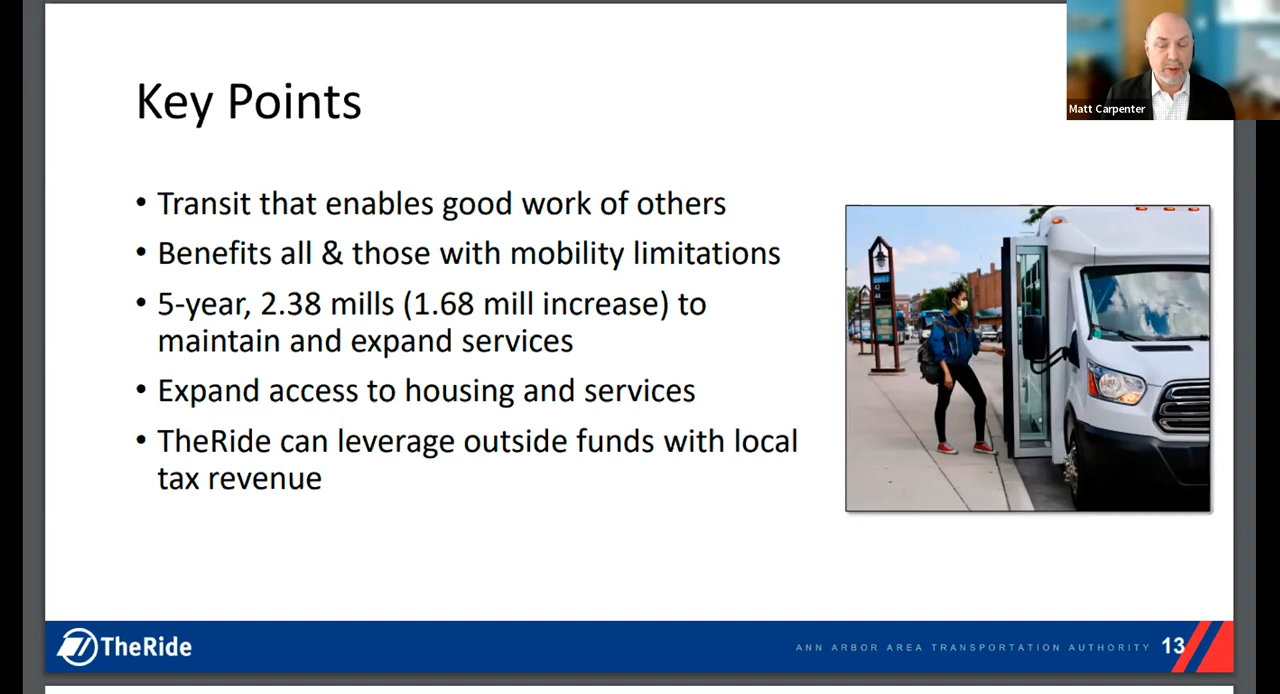 Key Points
Matt Carpenter
• Transit that enables good work of others
• Benefits all & those with mobility limitations
• 5-year, 2.38 mills (1.68 mill increase) to
maintain and expand services
• Expand access to housing and services
• TheRide can leverage outside funds with local
tax revenue
TheRide
ANN ARBOR AREA TRANSPORTATION AUTHORITY 13